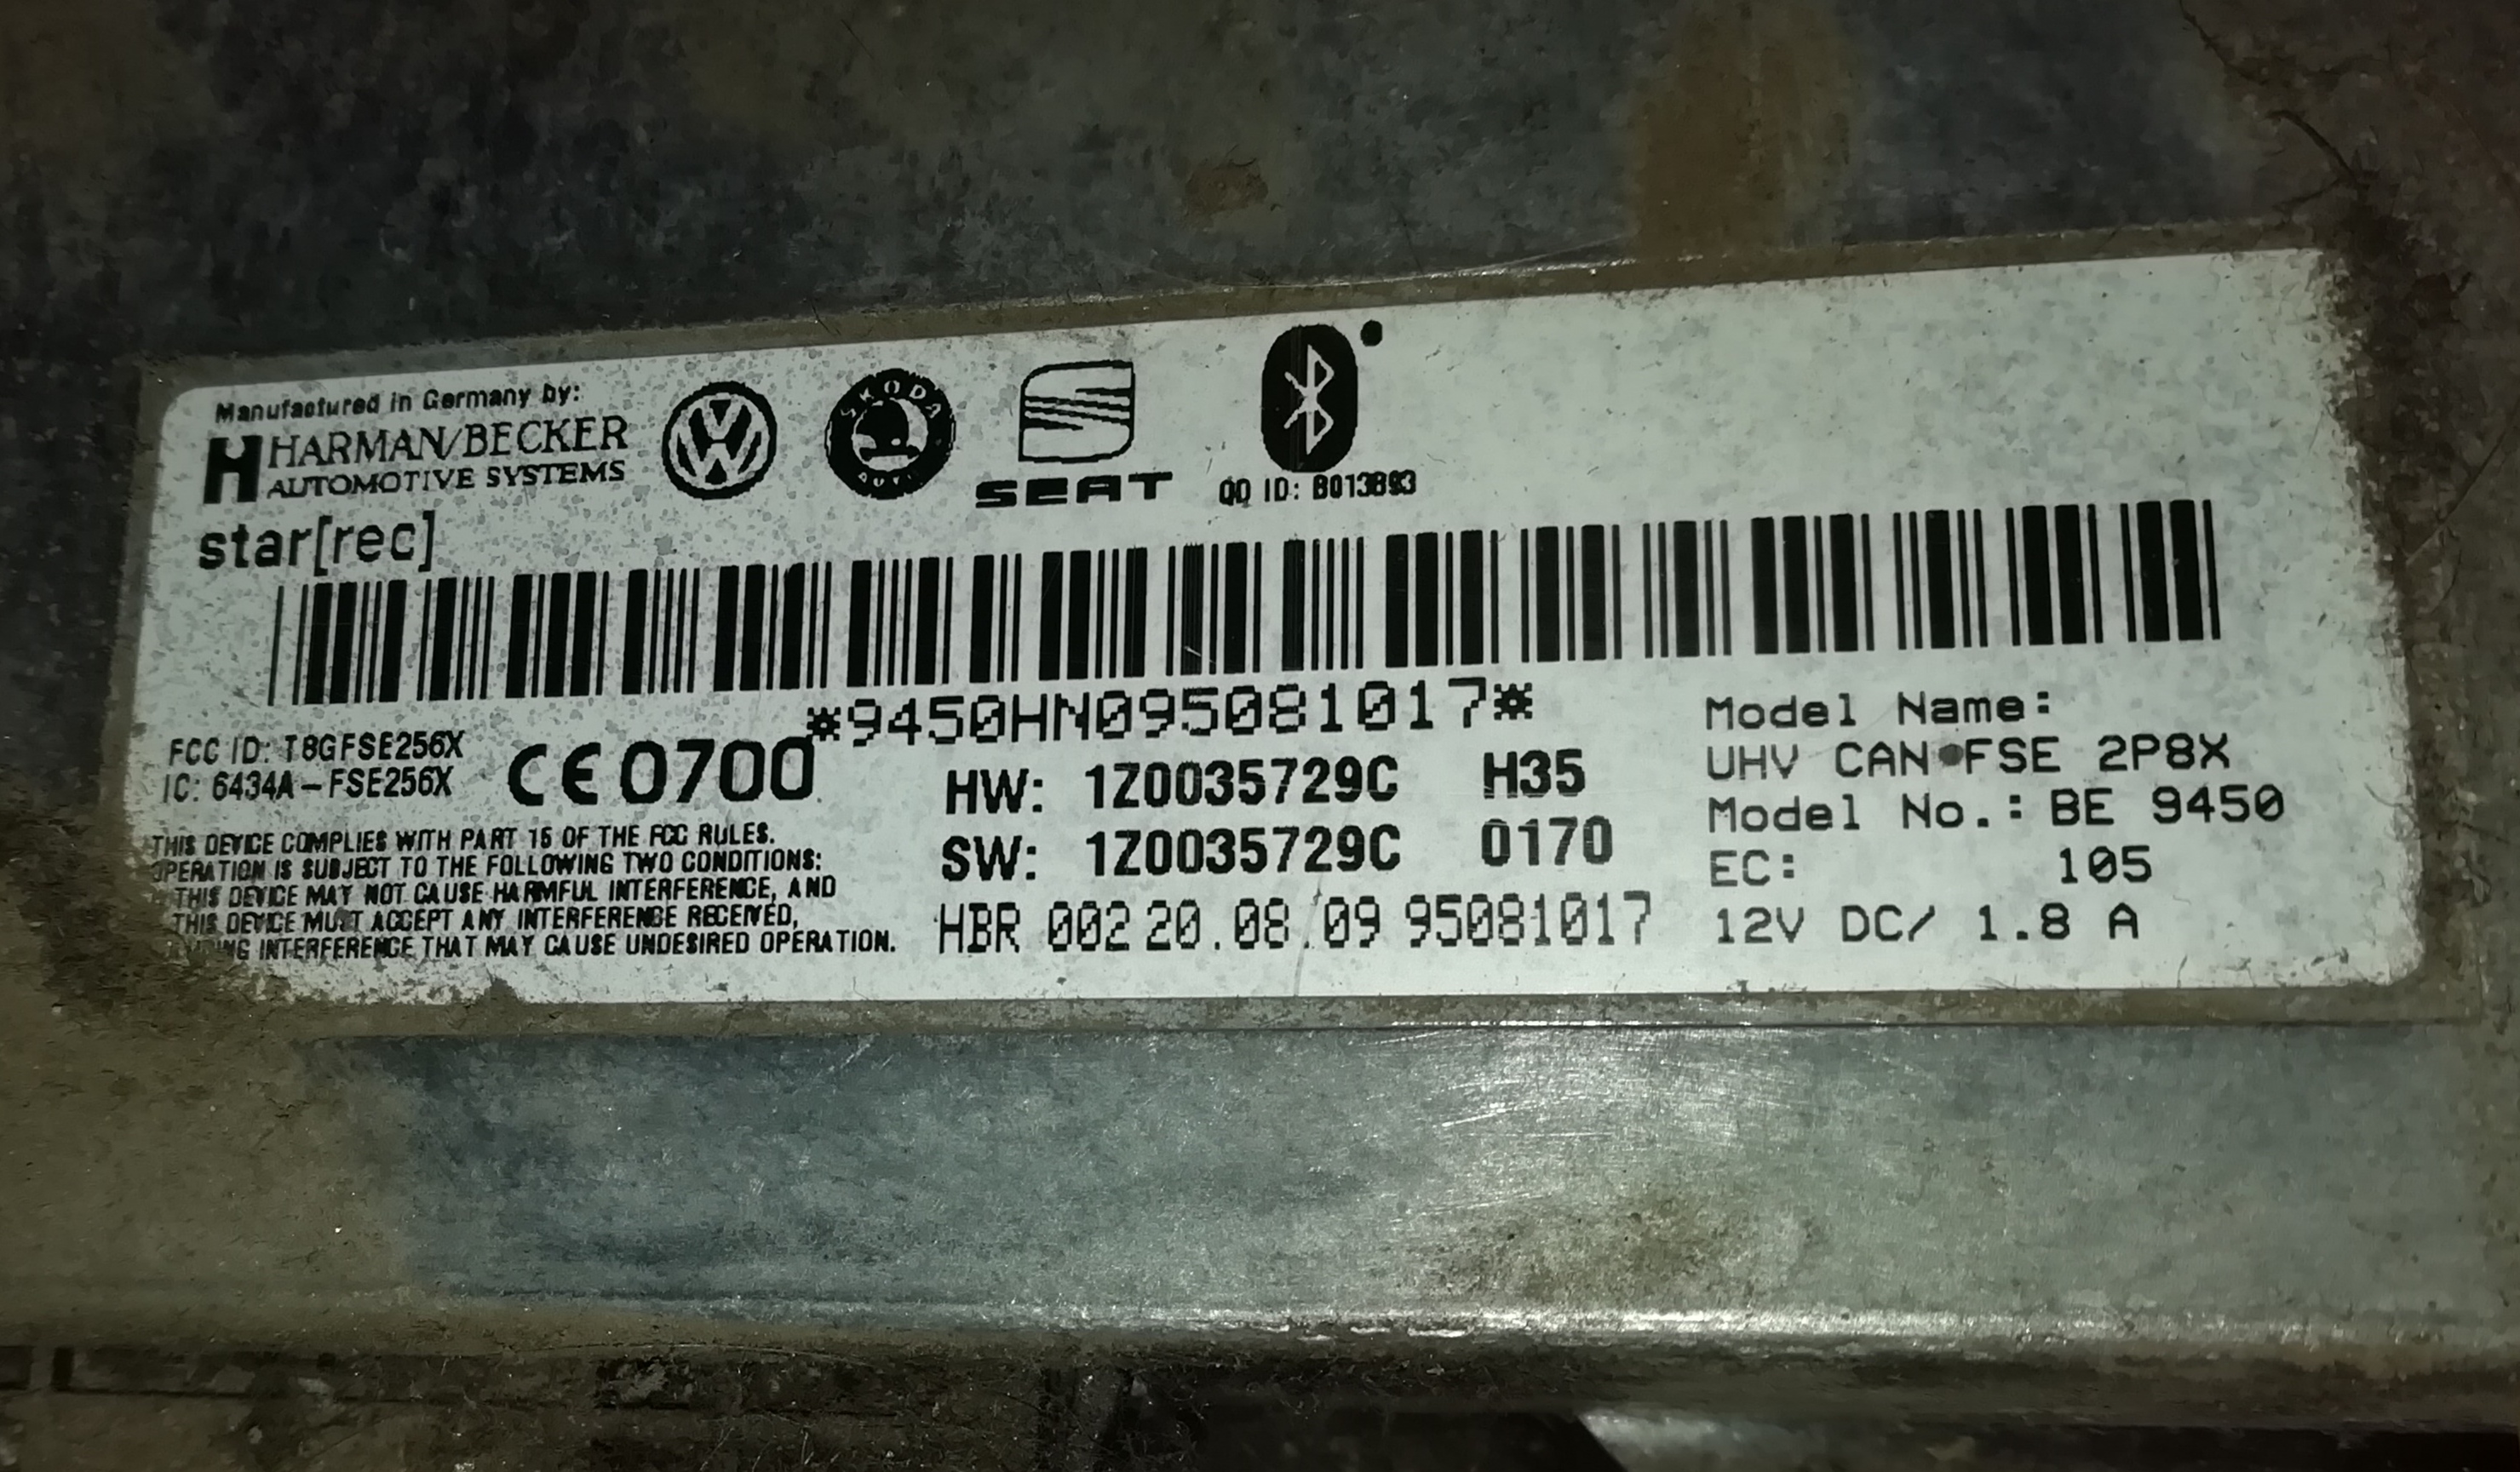 Manufactured in Germany by:
HARMAN/BECKER
AUTOMOTIVE SYSTEMS
SKODA
AUTO
SEAT
QD ID: B013893
star[rec]
*9450HN095081017*
FCC ID: T8GFSE256X
IC: 6434A-FSE256X
CE 0700
THIS DEVICE COMPLIES WITH PART 15 OF THE FCC RULES.
OPERATION IS SUBJECT TO THE FOLLOWING TWO CONDITIONS:
THIS DEVICE MAY NOT CAUSE HARMFUL INTERFERENCE, AND
THIS DEVICE MUST ACCEPT ANY INTERFERENCE RECEIVED,
INTERFERENCE THAT MAY CAUSE UNDESIRED OPERATION.
HW: 1Z0035729C H35
SW: 1Z0035729C 0170
HBR 002 20.08.09 95081017
Model Name:
UHV CAN FSE 2P8X
Model No.: BE 9450
EC: 105
12V DC/ 1.8 A